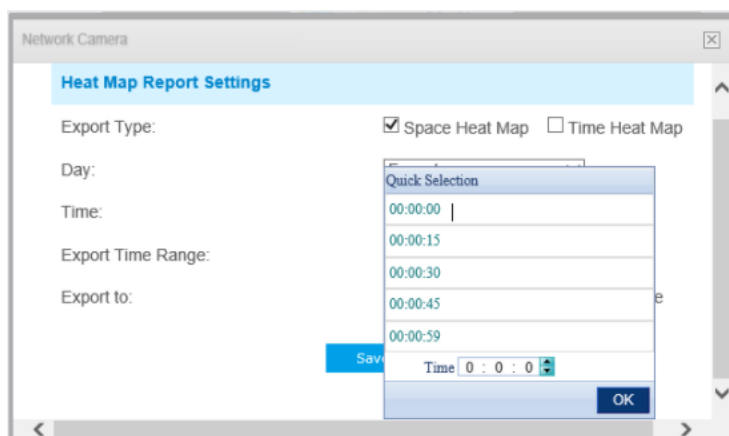 Network Camera
Heat Map Report Settings
Export Type: Space Heat Map Time Heat Map
Day:
Quick Selection
Time:
00:00:00
00:00:15
Export Time Range:
00:00:30
Export to:
00:00:45
00:00:59
Time 0 : 0 : 0
OK